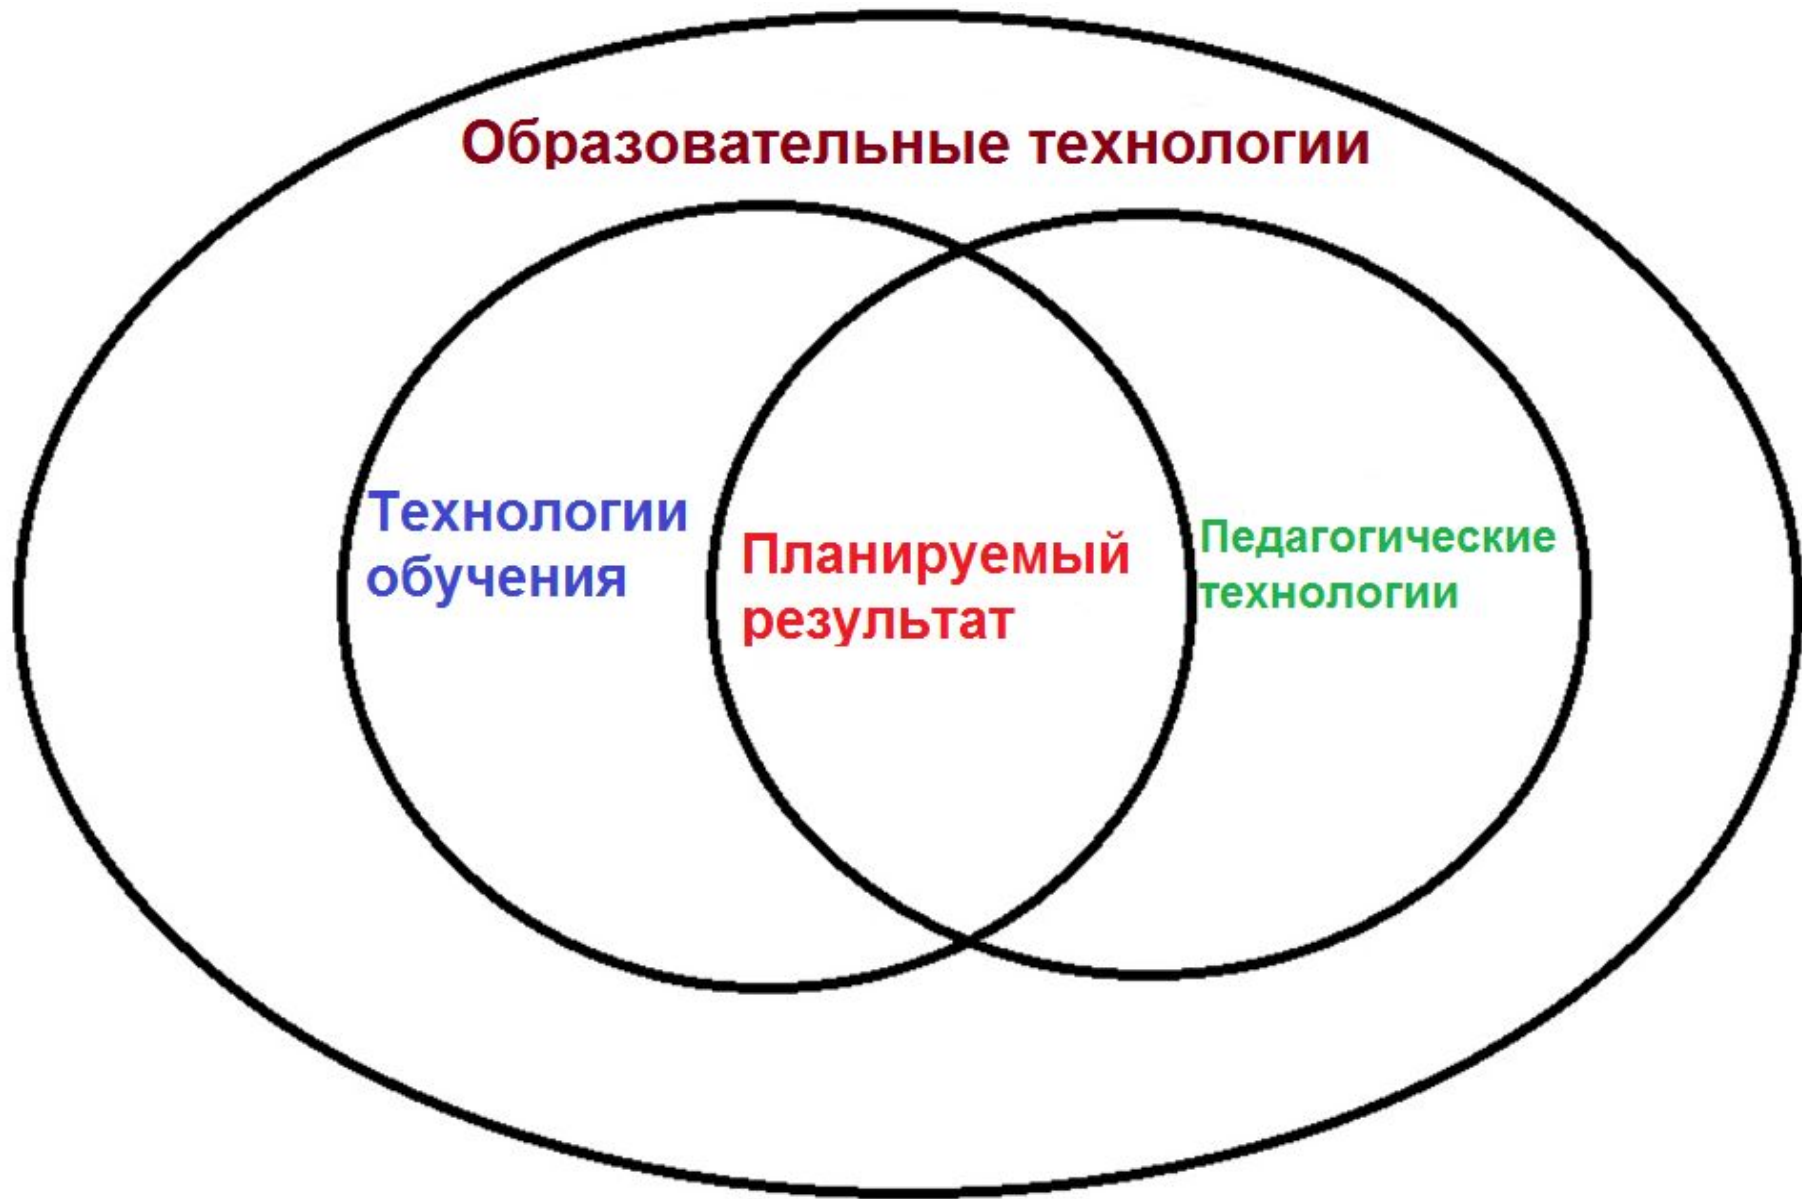 Образовательные технологии
Технологии
обучения
Планируемый
результат
Педагогические
технологии